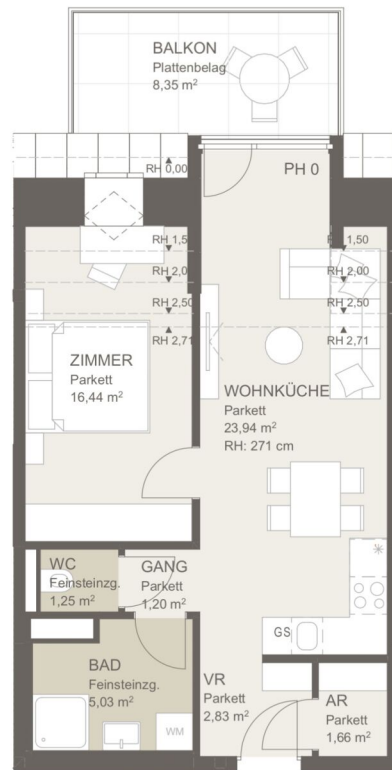 BALKON
Plattenbelag
8,35 m²
RH 0,00
PH 0
RH 1,5
RH 2,0
RH 2,50
RH 2,71
1,50
RH 2,00
RH 2,50
RH 2,71
ZIMMER
Parkett
16,44 m²
WOHNKÜCHE
Parkett
23,94 m²
RH: 271 cm
WC
Feinsteinzg.
1,25 m²
GANG
Parkett
1,20 m²
GS
BAD
Feinsteinzg.
5,03 m²
WM
VR
Parkett
2,83 m²
AR
Parkett
1,66 m²